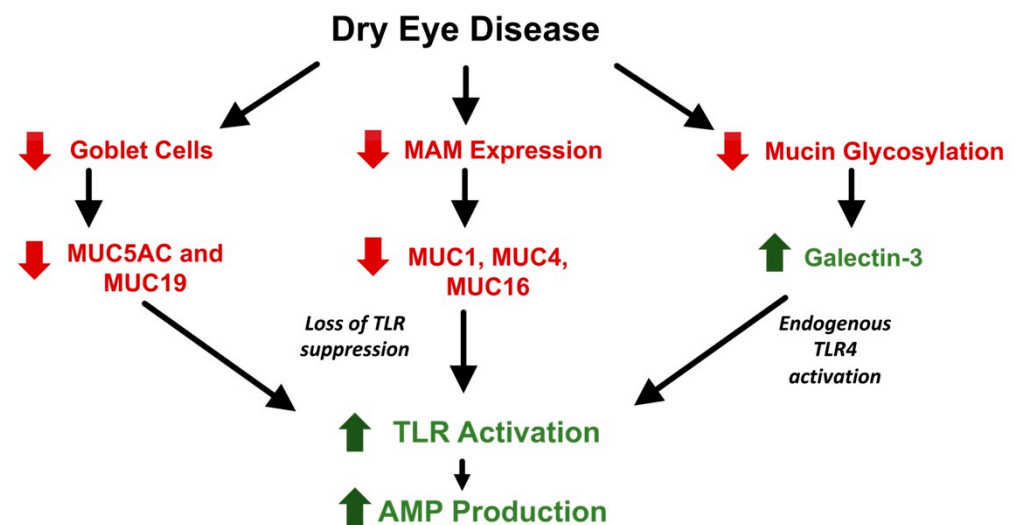 Dry Eye Disease
Goblet Cells
MAM Expression
Mucin Glycosylation
MUC5AC and
MUC19
MUC1, MUC4,
MUC16
Galectin-3
Loss of TLR
suppression
Endogenous
TLR4
activation
TLR Activation
AMP Production